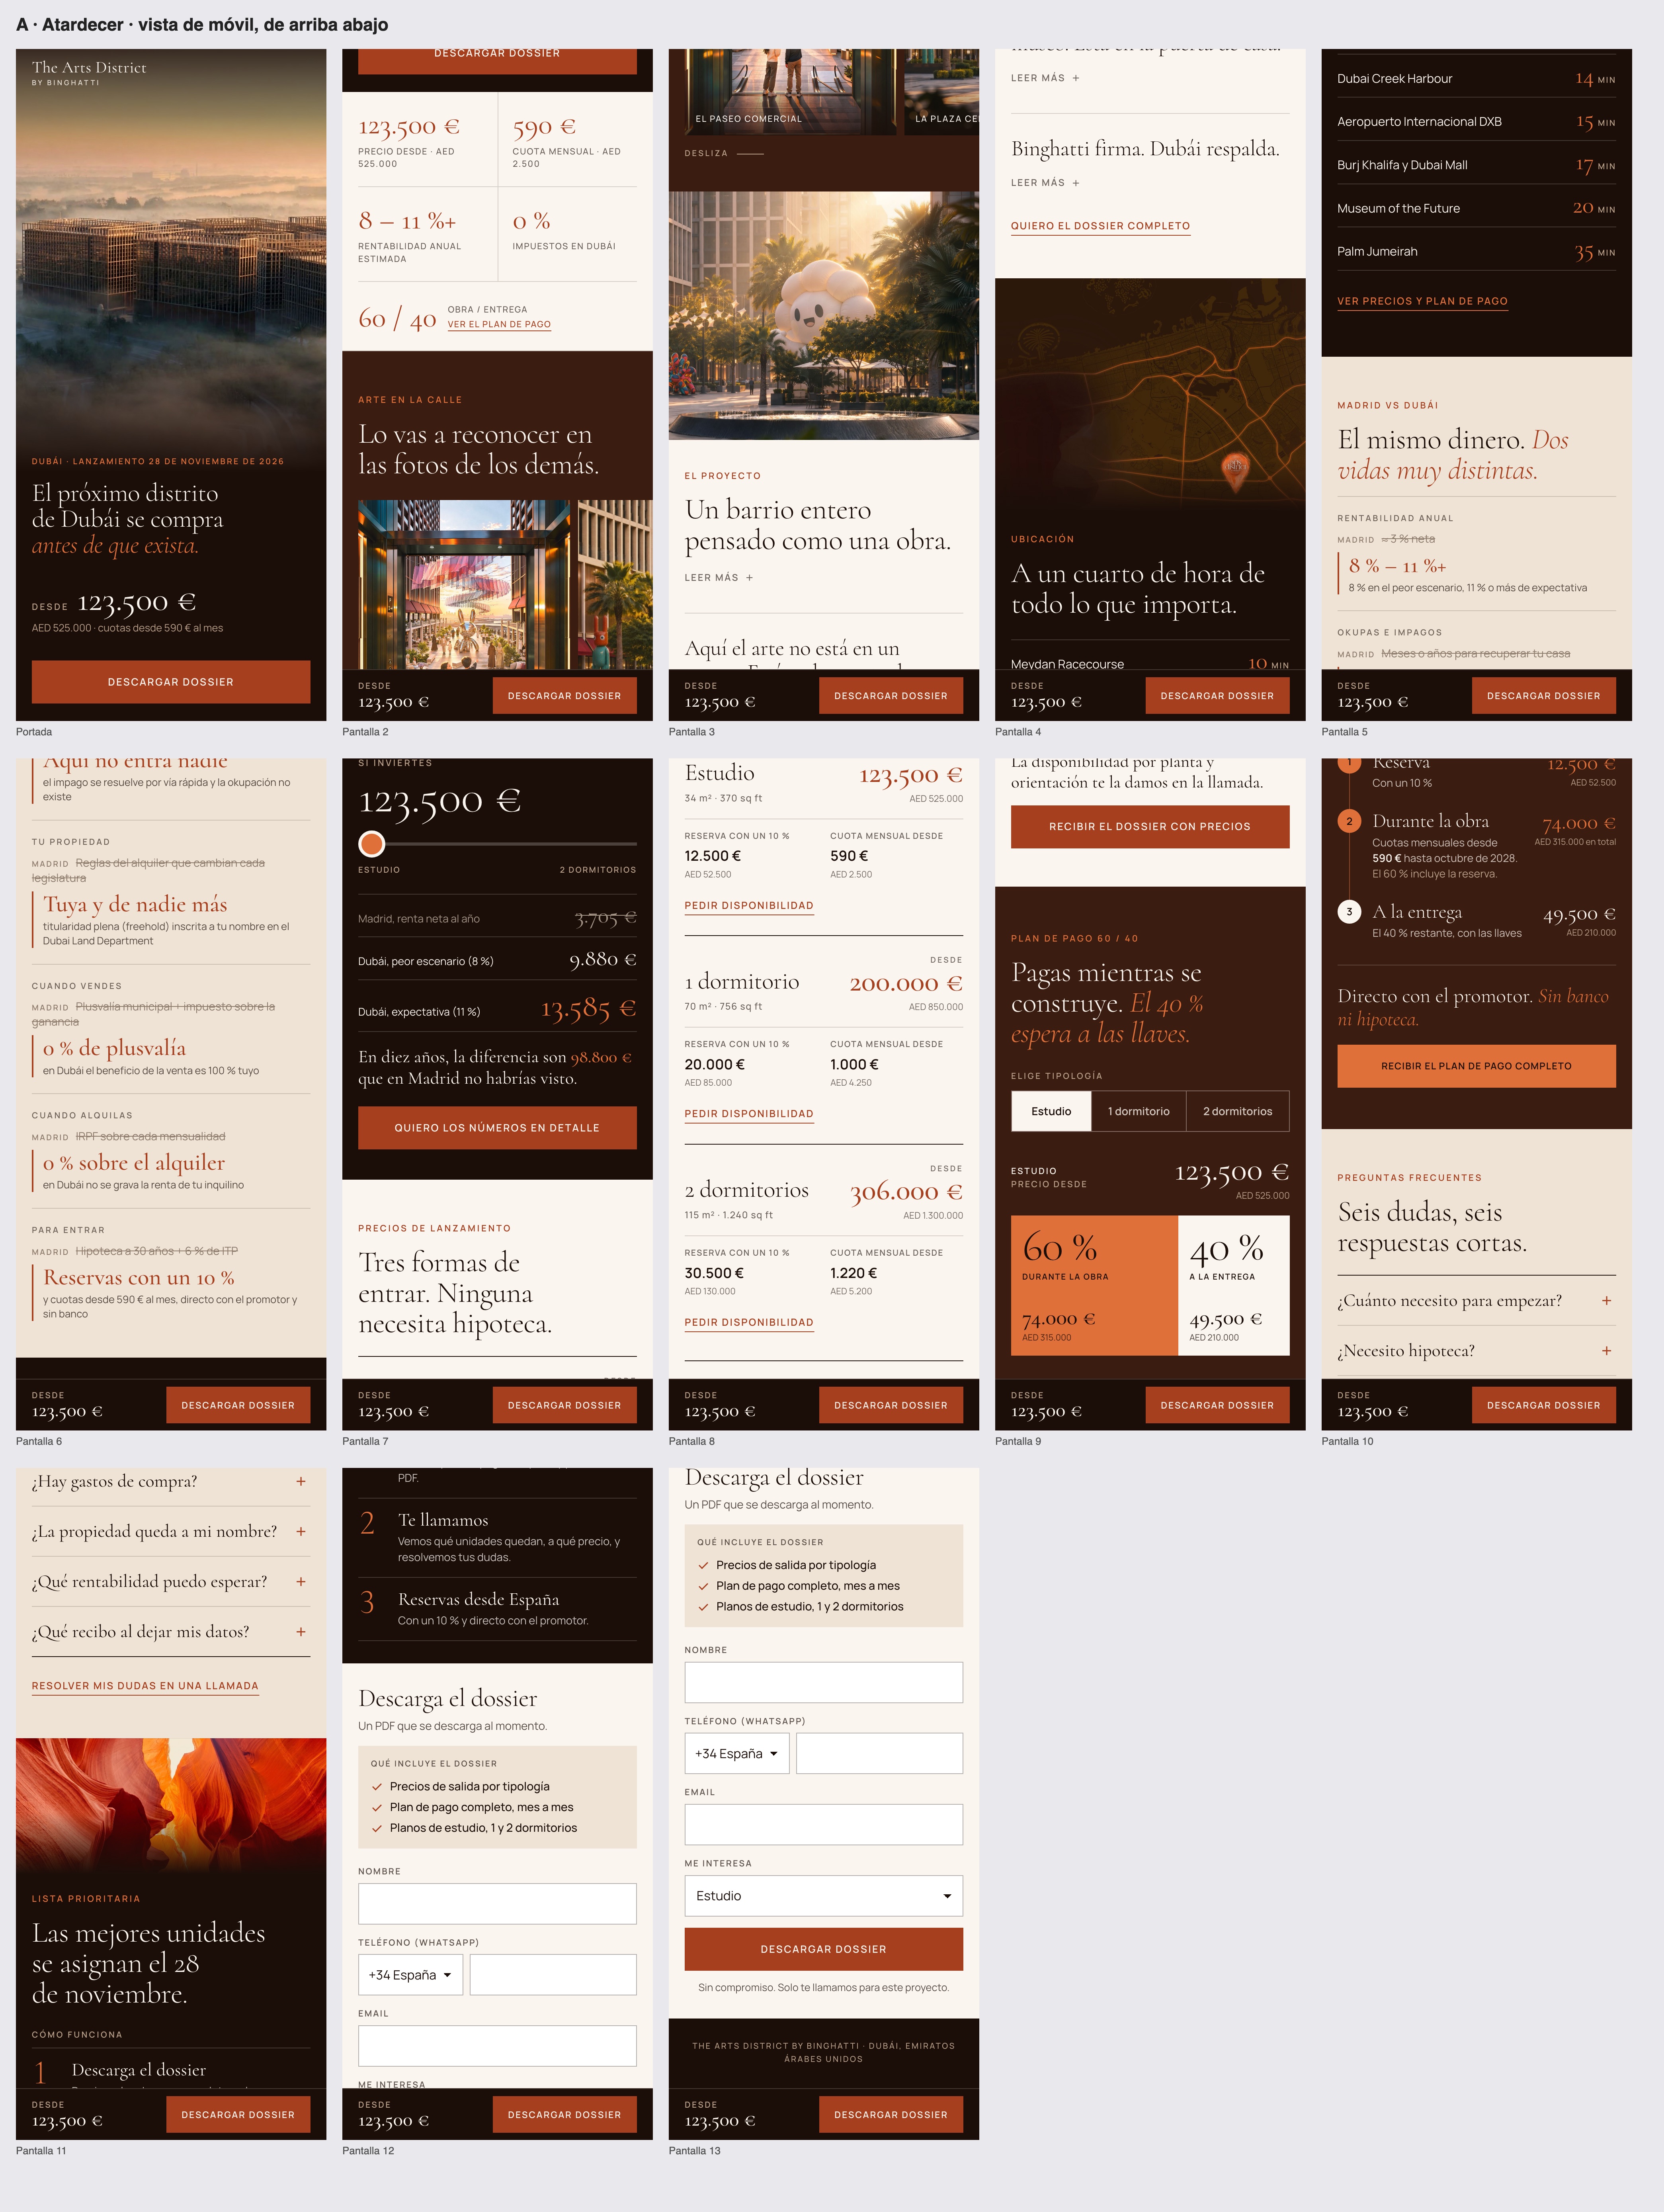 A · Atardecer · vista de móvil, de arriba abajo
The Arts District
BY BINGHATTI
DUBÁI · LANZAMIENTO 28 DE NOVIEMBRE DE 2026
El próximo distrito
de Dubái se compra
antes de que exista.
DESDE 123.500 €
AED 525.000 · cuotas desde 590 € al mes
DESCARGAR DOSSIER
Portada
DESCARGAR DOSSIER
123.500 €
PRECIO DESDE · AED
525.000
590 €
CUOTA MENSUAL · AED
2.500
8 – 11 %+
RENTABILIDAD ANUAL
ESTIMADA
0 %
IMPUESTOS EN DUBÁI
60 / 40
OBRA / ENTREGA
VER EL PLAN DE PAGO
ARTE EN LA CALLE
Lo vas a reconocer en
las fotos de los demás.
DESDE
123.500 €
DESCARGAR DOSSIER
Pantalla 2
EL PASEO COMERCIAL
LA PLAZA CE
DESLIZA
EL PROYECTO
Un barrio entero
pensado como una obra.
LEER MÁS +
Aquí el arte no está en un
DESDE
123.500 €
DESCARGAR DOSSIER
Pantalla 3
museo. Está en la puerta de casa.
LEER MÁS +
Binghatti firma. Dubái respalda.
LEER MÁS +
QUIERO EL DOSSIER COMPLETO
UBICACIÓN
A un cuarto de hora de
todo lo que importa.
Meydan Racecourse 10 MIN
DESDE
123.500 €
DESCARGAR DOSSIER
Pantalla 4
Dubai Creek Harbour 14 MIN
Aeropuerto Internacional DXB 15 MIN
Burj Khalifa y Dubai Mall 17 MIN
Museum of the Future 20 MIN
Palm Jumeirah 35 MIN
VER PRECIOS Y PLAN DE PAGO
MADRID VS DUBÁI
El mismo dinero. Dos
vidas muy distintas.
RENTABILIDAD ANUAL
MADRID ≈ 3 % neta
8 % – 11 %+
8 % en el peor escenario, 11 % o más de expectativa
OKUPAS E IMPAGOS
MADRID Meses o años para recuperar tu casa
DESDE
123.500 €
DESCARGAR DOSSIER
Pantalla 5
Aquí no entra nadie
el impago se resuelve por vía rápida y la okupación no
existe
TU PROPIEDAD
MADRID Reglas del alquiler que cambian cada
legislatura
Tuya y de nadie más
titularidad plena (freehold) inscrita a tu nombre en el
Dubai Land Department
CUANDO VENDES
MADRID Plusvalía municipal + impuesto sobre la
ganancia
0 % de plusvalía
en Dubái el beneficio de la venta es 100 % tuyo
CUANDO ALQUILAS
MADRID IRPF sobre cada mensualidad
0 % sobre el alquiler
en Dubái no se grava la renta de tu inquilino
PARA ENTRAR
MADRID Hipoteca a 30 años + 6 % de ITP
Reservas con un 10 %
y cuotas desde 590 € al mes, directo con el promotor y
sin banco
DESDE
123.500 €
DESCARGAR DOSSIER
Pantalla 6
SI INVIERTES
123.500 €
ESTUDIO 2 DORMITORIOS
Madrid, renta neta al año 3.705 €
Dubái, peor escenario (8 %) 9.880 €
Dubái, expectativa (11 %) 13.585 €
En diez años, la diferencia son 98.800 €
que en Madrid no habrías visto.
QUIERO LOS NÚMEROS EN DETALLE
PRECIOS DE LANZAMIENTO
Tres formas de
entrar. Ninguna
necesita hipoteca.
DESDE
123.500 €
DESCARGAR DOSSIER
Pantalla 7
Estudio 123.500 €
34 m² · 370 sq ft AED 525.000
RESERVA CON UN 10 % CUOTA MENSUAL DESDE
12.500 € 590 €
AED 52.500 AED 2.500
PEDIR DISPONIBILIDAD
DESDE
1 dormitorio 200.000 €
70 m² · 756 sq ft AED 850.000
RESERVA CON UN 10 % CUOTA MENSUAL DESDE
20.000 € 1.000 €
AED 85.000 AED 4.250
PEDIR DISPONIBILIDAD
DESDE
2 dormitorios 306.000 €
115 m² · 1.240 sq ft AED 1.300.000
RESERVA CON UN 10 % CUOTA MENSUAL DESDE
30.500 € 1.220 €
AED 130.000 AED 5.200
PEDIR DISPONIBILIDAD
DESDE
123.500 €
DESCARGAR DOSSIER
Pantalla 8
La disponibilidad por planta y
orientación te la damos en la llamada.
RECIBIR EL DOSSIER CON PRECIOS
PLAN DE PAGO 60 / 40
Pagas mientras se
construye. El 40 %
espera a las llaves.
ELIGE TIPOLOGÍA
Estudio 1 dormitorio 2 dormitorios
ESTUDIO
PRECIO DESDE
123.500 €
AED 525.000
60 %
DURANTE LA OBRA
74.000 €
AED 315.000
40 %
A LA ENTREGA
49.500 €
AED 210.000
DESDE
123.500 €
DESCARGAR DOSSIER
Pantalla 9
1 Reserva 12.500 €
Con un 10 % AED 52.500
2 Durante la obra 74.000 €
Cuotas mensuales desde AED 315.000 en total
590 € hasta octubre de 2028.
El 60 % incluye la reserva.
3 A la entrega 49.500 €
El 40 % restante, con las llaves AED 210.000
Directo con el promotor. Sin banco
ni hipoteca.
RECIBIR EL PLAN DE PAGO COMPLETO
PREGUNTAS FRECUENTES
Seis dudas, seis
respuestas cortas.
¿Cuánto necesito para empezar? +
¿Necesito hipoteca? +
DESDE
123.500 €
DESCARGAR DOSSIER
Pantalla 10
¿Hay gastos de compra? +
¿La propiedad queda a mi nombre? +
¿Qué rentabilidad puedo esperar? +
¿Qué recibo al dejar mis datos? +
RESOLVER MIS DUDAS EN UNA LLAMADA
LISTA PRIORITARIA
Las mejores unidades
se asignan el 28
de noviembre.
CÓMO FUNCIONA
1 Descarga el dossier
DESDE
123.500 €
DESCARGAR DOSSIER
Pantalla 11
PDF.
2 Te llamamos
Vemos qué unidades quedan, a qué precio, y
resolvemos tus dudas.
3 Reservas desde España
Con un 10 % y directo con el promotor.
Descarga el dossier
Un PDF que se descarga al momento.
QUÉ INCLUYE EL DOSSIER
Precios de salida por tipología
Plan de pago completo, mes a mes
Planos de estudio, 1 y 2 dormitorios
NOMBRE
TELÉFONO (WHATSAPP)
+34 España
EMAIL
ME INTERESA
DESDE
123.500 €
DESCARGAR DOSSIER
Pantalla 12
Descarga el dossier
Un PDF que se descarga al momento.
QUÉ INCLUYE EL DOSSIER
Precios de salida por tipología
Plan de pago completo, mes a mes
Planos de estudio, 1 y 2 dormitorios
NOMBRE
TELÉFONO (WHATSAPP)
+34 España
EMAIL
ME INTERESA
Estudio
DESCARGAR DOSSIER
Sin compromiso. Solo te llamamos para este proyecto.
THE ARTS DISTRICT BY BINGHATTI · DUBÁI, EMIRATOS
ÁRABES UNIDOS
DESDE
123.500 €
DESCARGAR DOSSIER
Pantalla 13